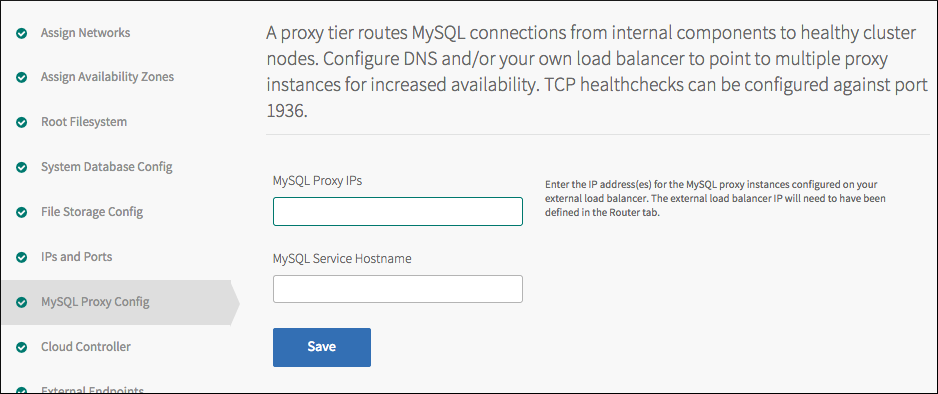 Assign Networks
Assign Availability Zones
Root Filesystem
System Database Config
File Storage Config
IPs and Ports
MySQL Proxy Config
Cloud Controller
External Endpoints
A proxy tier routes MySQL connections from internal components to healthy cluster
nodes. Configure DNS and/or your own load balancer to point to multiple proxy
instances for increased availability. TCP healthchecks can be configured against port
1936.
MySQL Proxy IPs
Enter the IP address(es) for the MySQL proxy instances configured on your
external load balancer. The external load balancer IP will need to have been
defined in the Router tab.
MySQL Service Hostname
Save